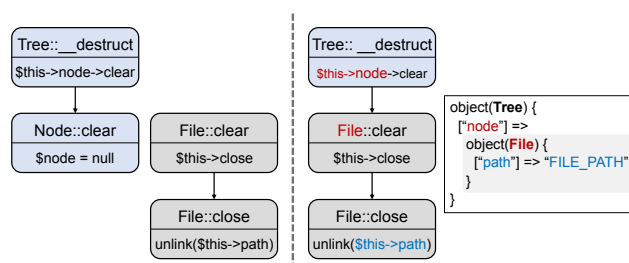 Tree:: __destruct
$this->node->clear
Node::clear
$node = null
File::clear
$this->close
File::close
unlink($this->path)
Tree:: __destruct
$this->node->clear
File::clear
$this->close
File::close
unlink($this->path)
object(Tree) {
["node"] =>
object(File) {
["path"] => “FILE_PATH”
}
}